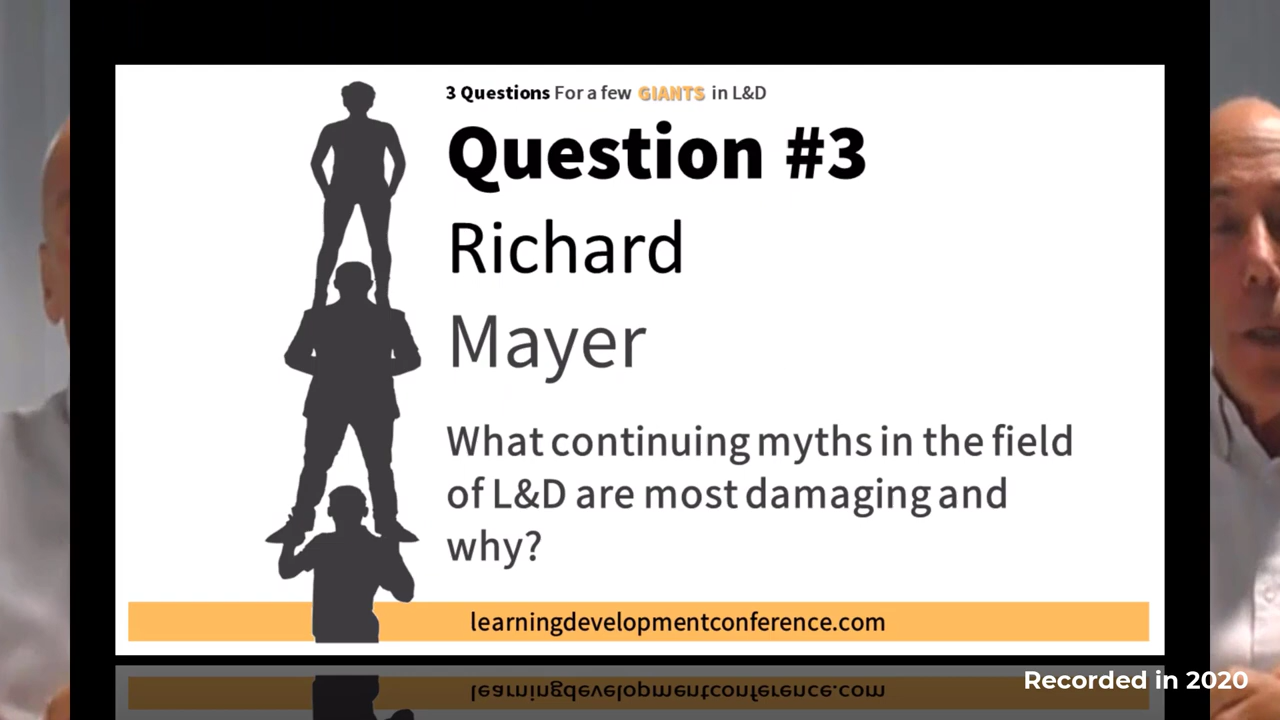 3 Questions For a few GIANTS in L&D
Question #3
Richard
Mayer
What continuing myths in the field
of L&D are most damaging and
why?
learningdevelopmentconference.com
learningdevelopmentconference.com
Recorded in 2020